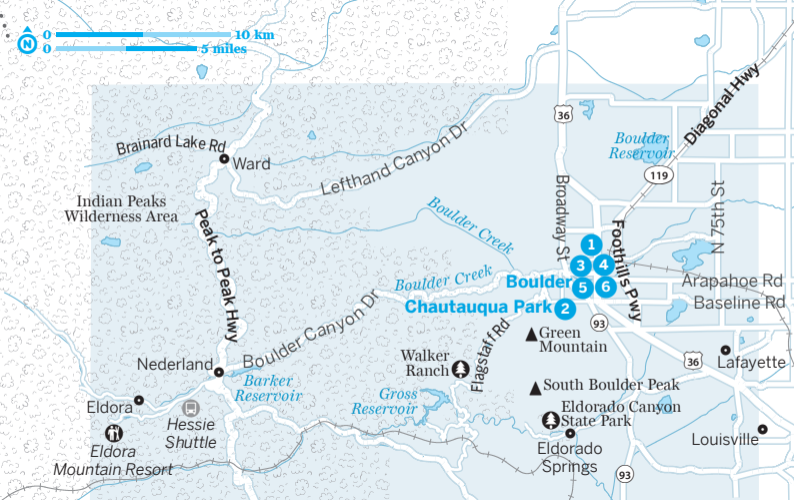 0 10 km
N
0 5 miles
36
Diagonal Hwy
Boulder
Reservoir
Brainard Lake Rd
Ward
Lefthand Canyon Dr
119
Broadway St
N 75th St
Indian Peaks
Wilderness Area
Peak to Peak Hwy
Boulder Creek
Foothills Pwy
1
3 4
Boulder Creek
Boulder
5 6
Arapahoe Rd
Baseline Rd
Chautauqua Park 2
93
Boulder Canyon Dr
Flagstaff Rd
Green
Mountain
Walker
Ranch
36
Lafayette
Nederland
Barker
Reservoir
South Boulder Peak
Gross
Reservoir
Eldora
Hessie
Shuttle
Eldorado Canyon
State Park
Louisville
Eldora
Mountain Resort
Eldorado
Springs
93